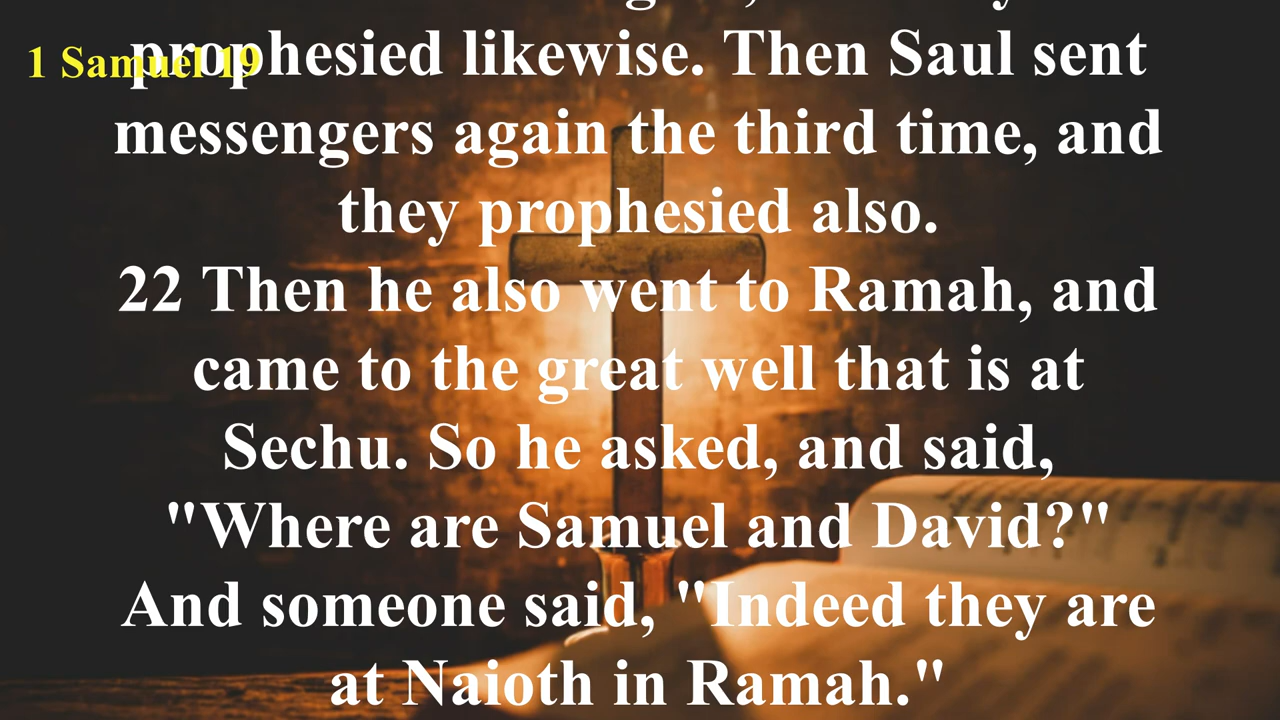 1 Samuel 19
prophesied likewise. Then Saul sent
messengers again the third time, and
they prophesied also.
22 Then he also went to Ramah, and
came to the great well that is at
Sechu. So he asked, and said,
"Where are Samuel and David?"
And someone said, "Indeed they are
at Naioth in Ramah."